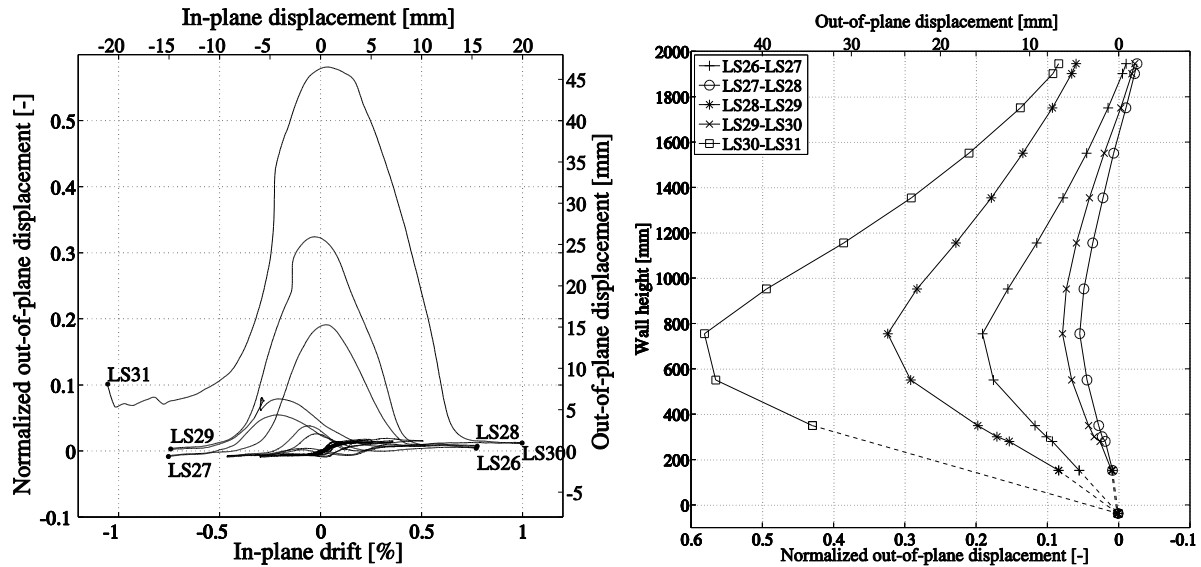 In-plane displacement [mm]
-20 -15 -10 -5 0 5 10 15 20
Normalized out-of-plane displacement [-]
0.5
0.4
0.3
0.2
0.1
0
-0.1
45
40
35
30
25
20
15
10
5
0
-5
Out-of-plane displacement [mm]
LS31
LS29
LS27
LS28
LS26
LS30
-1 -0.5 0 0.5 1
In-plane drift [%]
Out-of-plane displacement [mm]
40 30 20 10 0
Wall height [mm]
2000
1800
1600
1400
1200
1000
800
600
400
200
0
LS26-LS27
LS27-LS28
LS28-LS29
LS29-LS30
LS30-LS31
0.6 0.5 0.4 0.3 0.2 0.1 0 -0.1
Normalized out-of-plane displacement [-]